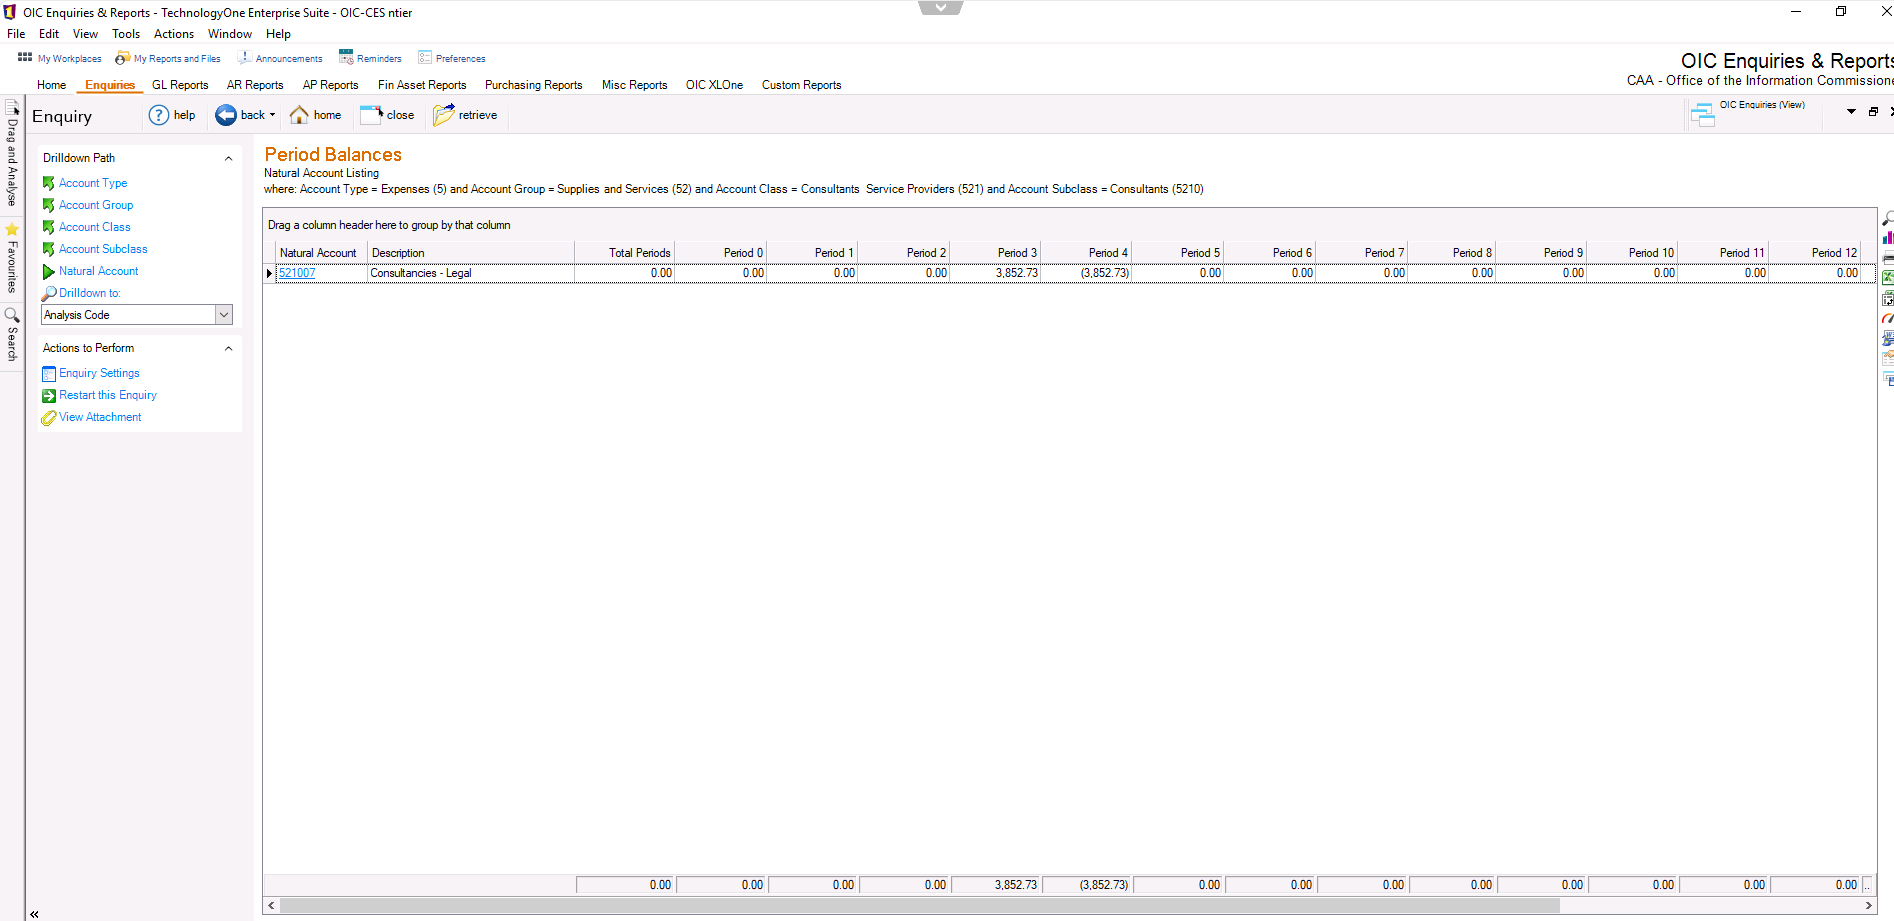 OIC Enquiries & Reports - TechnologyOne Enterprise Suite - OIC-CES ntier
File Edit View Tools Actions Window Help
My Workplaces My Reports and Files Announcements Reminders Preferences
OIC Enquiries & Reports
Home Enquiries GL Reports AR Reports AP Reports Fin Asset Reports Purchasing Reports Misc Reports OIC XLOne Custom Reports
CAA - Office of the Information Commissione
Enquiry ? help back home close retrieve
OIC Enquiries (View)
Drag and Analyse
Favourites
Search
Drilldown Path
Account Type
Account Group
Account Class
Account Subclass
Natural Account
Drilldown to:
Analysis Code
Actions to Perform
Enquiry Settings
Restart this Enquiry
View Attachment
Period Balances
Natural Account Listing
where: Account Type = Expenses (5) and Account Group = Supplies and Services (52) and Account Class = Consultants Service Providers (521) and Account Subclass = Consultants (5210)
Drag a column header here to group by that column
Natural Account Description Total Periods Period 0 Period 1 Period 2 Period 3 Period 4 Period 5 Period 6 Period 7 Period 8 Period 9 Period 10 Period 11 Period 12
521007 Consultancies - Legal 0.00 0.00 0.00 0.00 3,852.73 (3,852.73) 0.00 0.00 0.00 0.00 0.00 0.00 0.00 0.00
0.00 0.00 0.00 0.00 3,852.73 (3,852.73) 0.00 0.00 0.00 0.00 0.00 0.00 0.00 0.00 ..